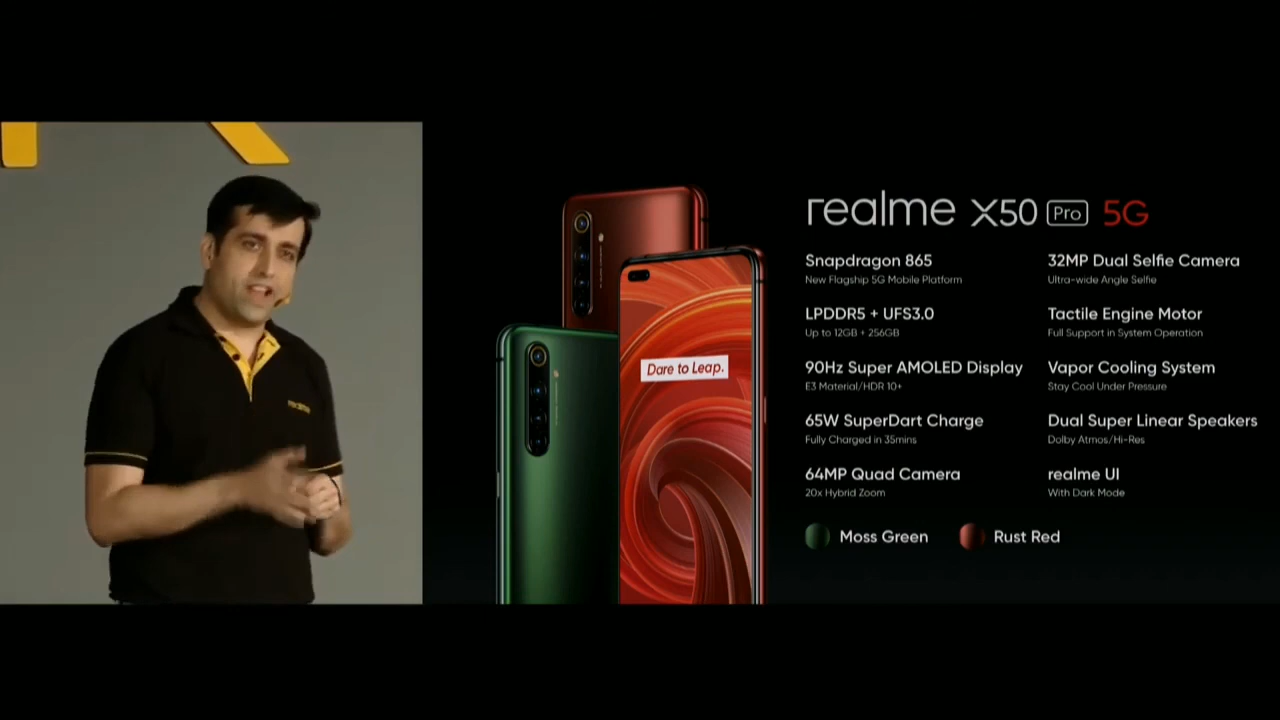 realme
realme X50 Pro 5G
Snapdragon 865
New Flagship 5G Mobile Platform
LPDDR5 + UFS3.0
Up to 12GB + 256GB
90Hz Super AMOLED Display
E3 Material/HDR 10+
65W SuperDart Charge
Fully Charged in 35mins
64MP Quad Camera
20x Hybrid Zoom
32MP Dual Selfie Camera
Ultra-wide Angle Selfie
Tactile Engine Motor
Full Support in System Operation
Vapor Cooling System
Stay Cool Under Pressure
Dual Super Linear Speakers
Dolby Atmos/Hi-Res
realme UI
With Dark Mode
Moss Green
Rust Red
Dare to Leap.